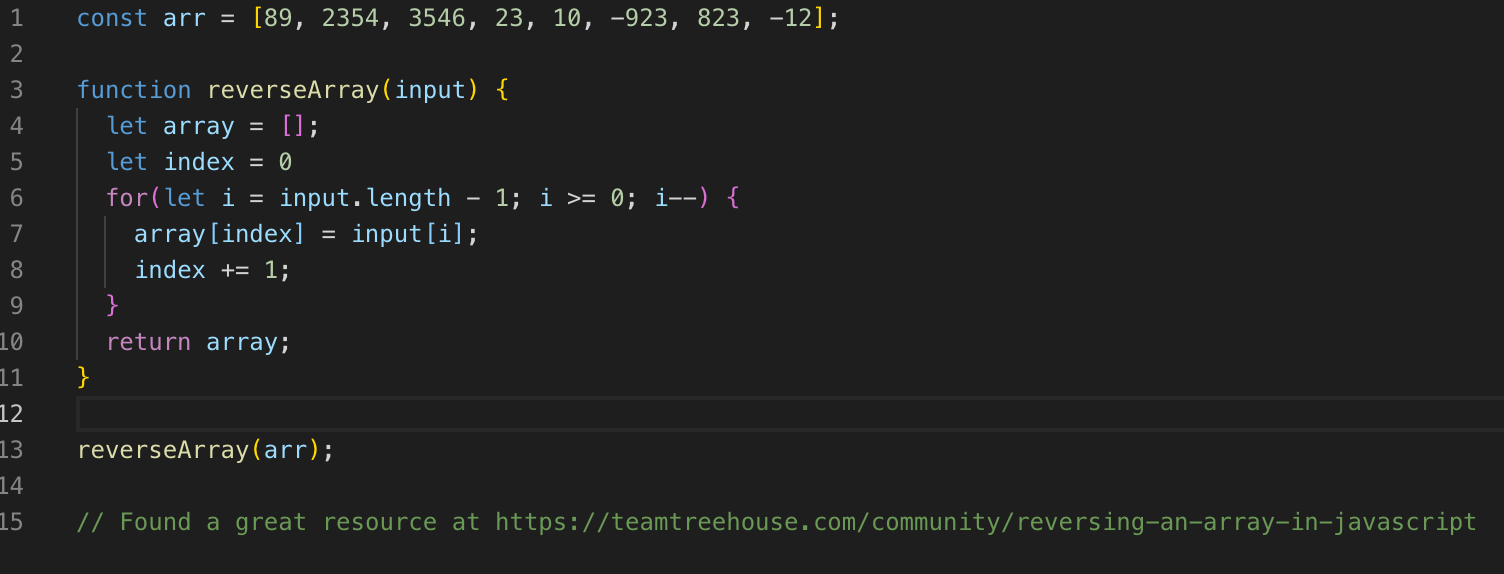 1 const arr = [89, 2354, 3546, 23, 10, -923, 823, -12];
2
3 function reverseArray(input) {
4   let array = [];
5   let index = 0
6   for(let i = input.length - 1; i >= 0; i--) {
7     array[index] = input[i];
8     index += 1;
9   }
10   return array;
11 }
12
13 reverseArray(arr);
14
15 // Found a great resource at https://teamtreehouse.com/community/reversing-an-array-in-javascript